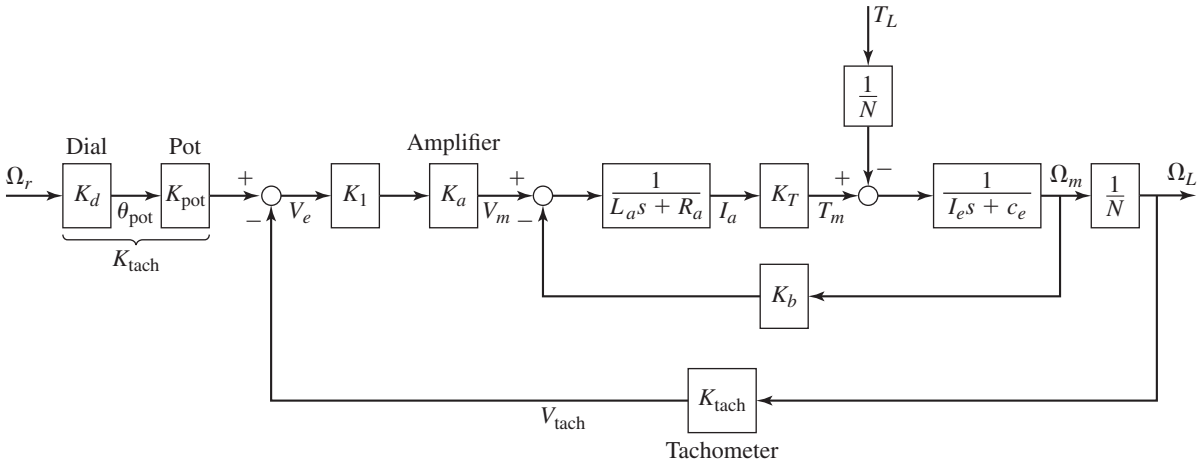 T_L
1/N
Dial
Pot
Amplifier
Ω_r
K_d
θ_pot
K_pot
+
−
V_e
K_1
K_a
V_m
+
−
1/(L_a s + R_a)
I_a
K_T
T_m
+
−
1/(I_e s + c_e)
Ω_m
1/N
Ω_L
K_tach
K_b
K_tach
V_tach
Tachometer